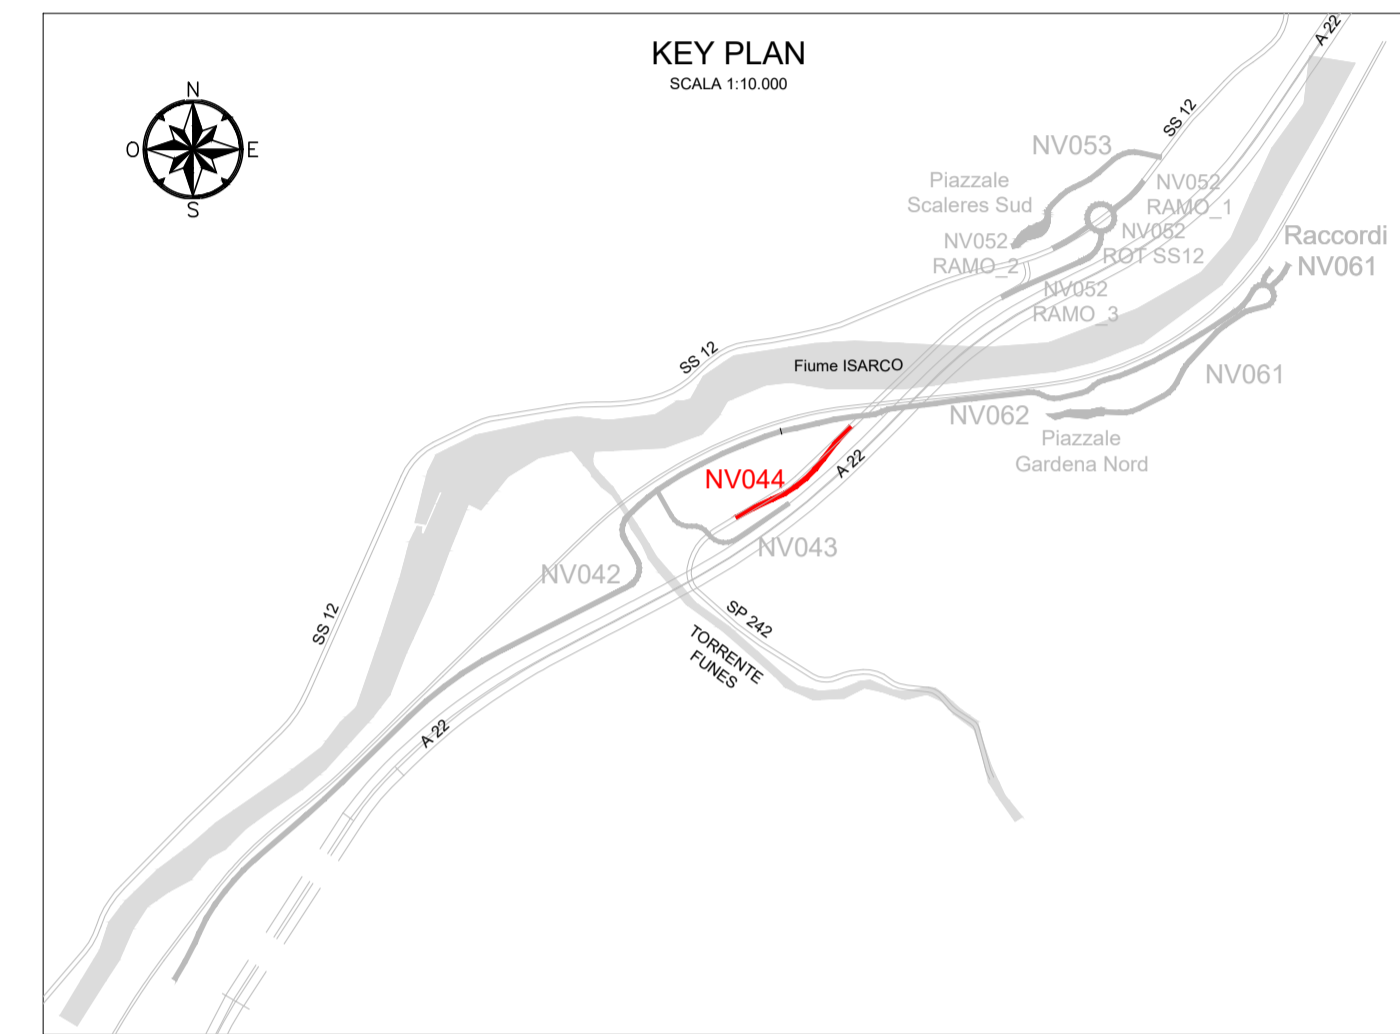 KEY PLAN
SCALA 1:10.000
N
O
E
S
A 22
SS 12
NV053
Piazzale
Scaleres Sud
NV052
RAMO_1
NV052
RAMO_2
NV052
ROT SS12
Raccordi
NV061
NV052
RAMO_3
SS 12
Fiume ISARCO
NV061
NV062
Piazzale
Gardena Nord
NV044
A 22
NV043
NV042
SS 12
SP 242
TORRENTE
FUNES
A 22